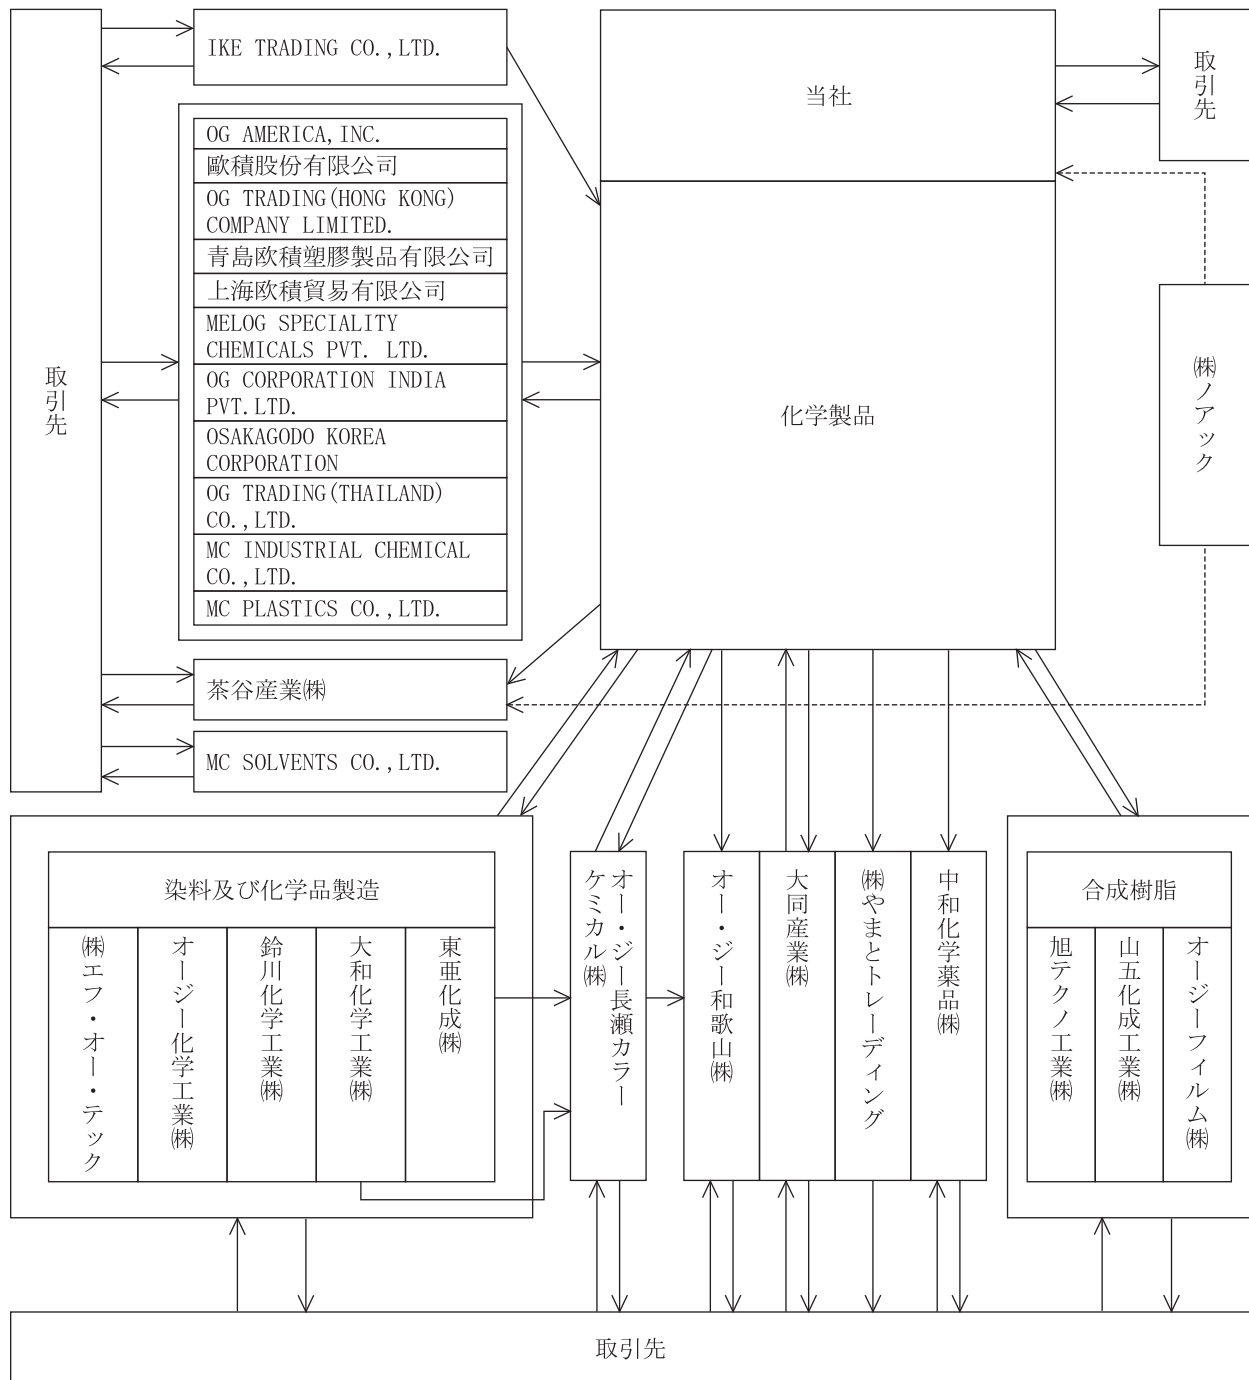 IKE TRADING CO.,LTD.
当社
取引先
OG AMERICA,INC.
歐積股份有限公司
OG TRADING(HONG KONG)
COMPANY LIMITED.
青島欧積塑膠製品有限公司
上海欧積貿易有限公司
MELOG SPECIALITY
CHEMICALS PVT. LTD.
OG CORPORATION INDIA
PVT.LTD.
OSAKAGODO KOREA
CORPORATION
OG TRADING(THAILAND)
CO.,LTD.
MC INDUSTRIAL CHEMICAL
CO.,LTD.
MC PLASTICS CO.,LTD.
取引先
化学製品
㈱ノアック
茶谷産業㈱
MC SOLVENTS CO.,LTD.
染料及び化学品製造
㈱エフ・オー・テック
オージー化学工業㈱
鈴川化学工業㈱
大和化学工業㈱
東亜化成㈱
オー・ジー長瀬カラー
ケミカル㈱
オー・ジー和歌山㈱
大同産業㈱
㈱やまとトレーディング
中和化学薬品㈱
合成樹脂
旭テクノ工業㈱
山五化成工業㈱
オージーフィルム㈱
取引先